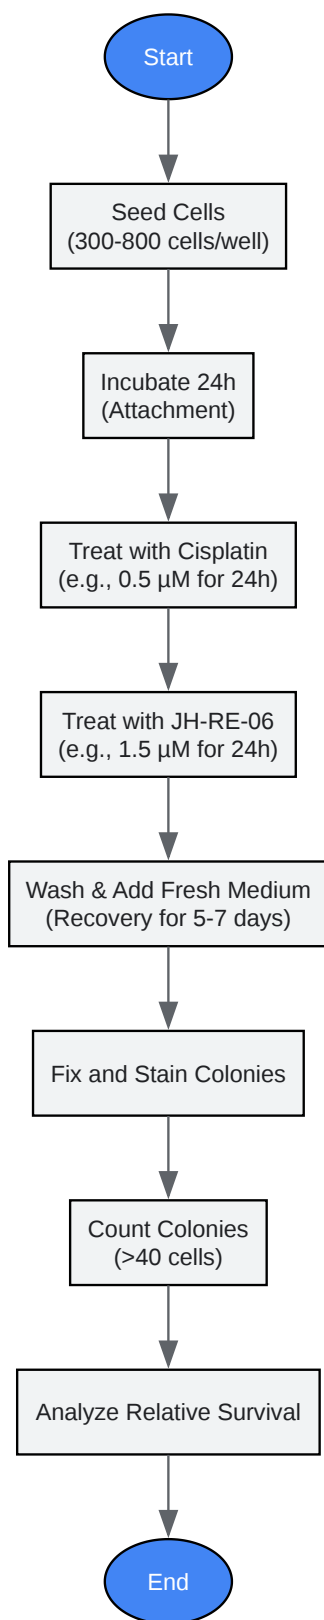 Start
Seed Cells
(300-800 cells/well)
Incubate 24h
(Attachment)
Treat with Cisplatin
(e.g., 0.5 µM for 24h)
Treat with JH-RE-06
(e.g., 1.5 µM for 24h)
Wash & Add Fresh Medium
(Recovery for 5-7 days)
Fix and Stain Colonies
Count Colonies
(>40 cells)
Analyze Relative Survival
End